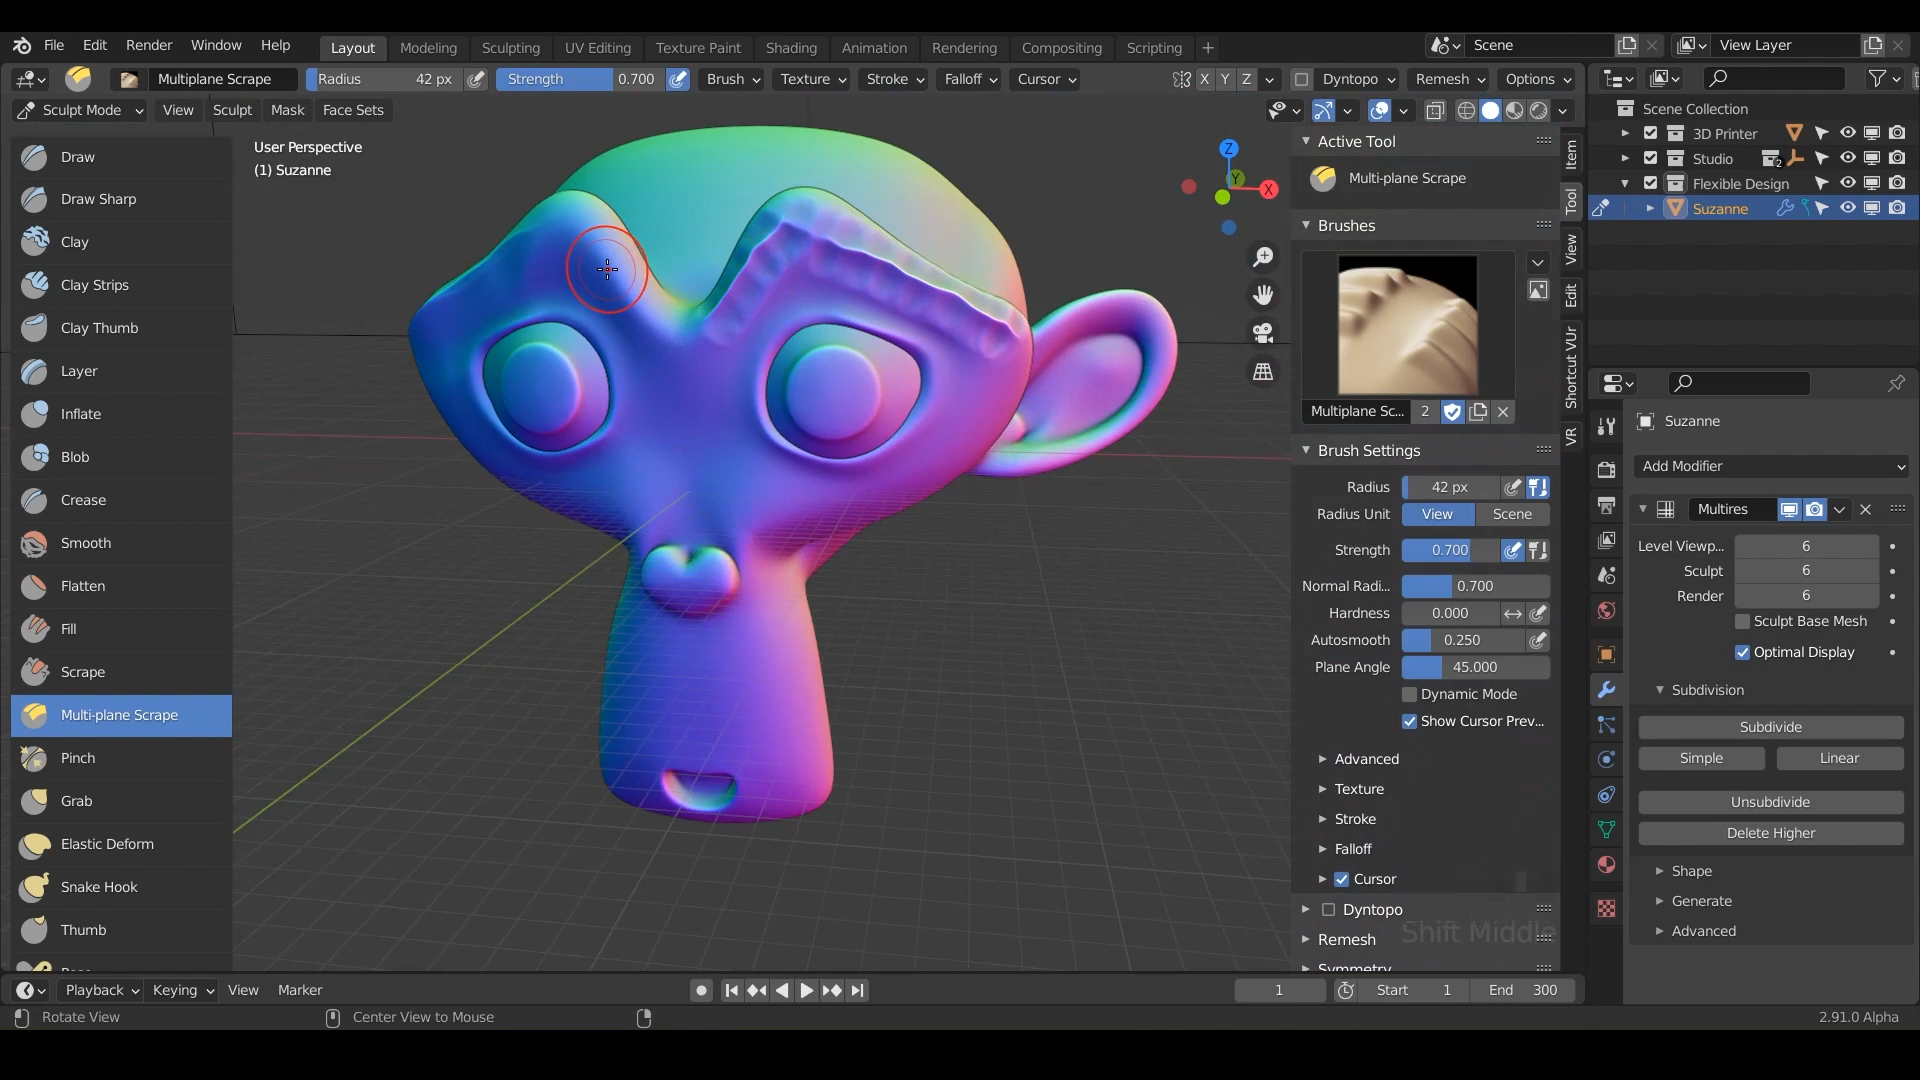 File Edit Render Window Help Layout Modeling Sculpting UV Editing Texture Paint Shading Animation Rendering Compositing Scripting + Scene View Layer
Multiplane Scrape Radius 42 px Strength 0.700 Brush Texture Stroke Falloff Cursor X Y Z Dyntopo Remesh Options
Sculpt Mode View Sculpt Mask Face Sets
User Perspective
(1) Suzanne
Draw
Draw Sharp
Clay
Clay Strips
Clay Thumb
Layer
Inflate
Blob
Crease
Smooth
Flatten
Fill
Scrape
Multi-plane Scrape
Pinch
Grab
Elastic Deform
Snake Hook
Thumb
Z
Y
X
Active Tool
Multi-plane Scrape
Brushes
Multiplane Sc... 2
Brush Settings
Radius 42 px
Radius Unit View Scene
Strength 0.700
Normal Radi... 0.700
Hardness 0.000
Autosmooth 0.250
Plane Angle 45.000
Dynamic Mode
Show Cursor Prev...
Advanced
Texture
Stroke
Falloff
Cursor
Dyntopo
Shift Middle
Remesh
Symmetry
Item
Tool
View
Edit
Shortcut VUr
VR
Scene Collection
3D Printer
Studio 2
Flexible Design
Suzanne
Suzanne
Add Modifier
Multires
Level Viewp... 6
Sculpt 6
Render 6
Sculpt Base Mesh
Optimal Display
Subdivision
Subdivide
Simple Linear
Unsubdivide
Delete Higher
Shape
Generate
Advanced
Playback Keying View Marker 1 Start 1 End 300
Rotate View Center View to Mouse 2.91.0 Alpha